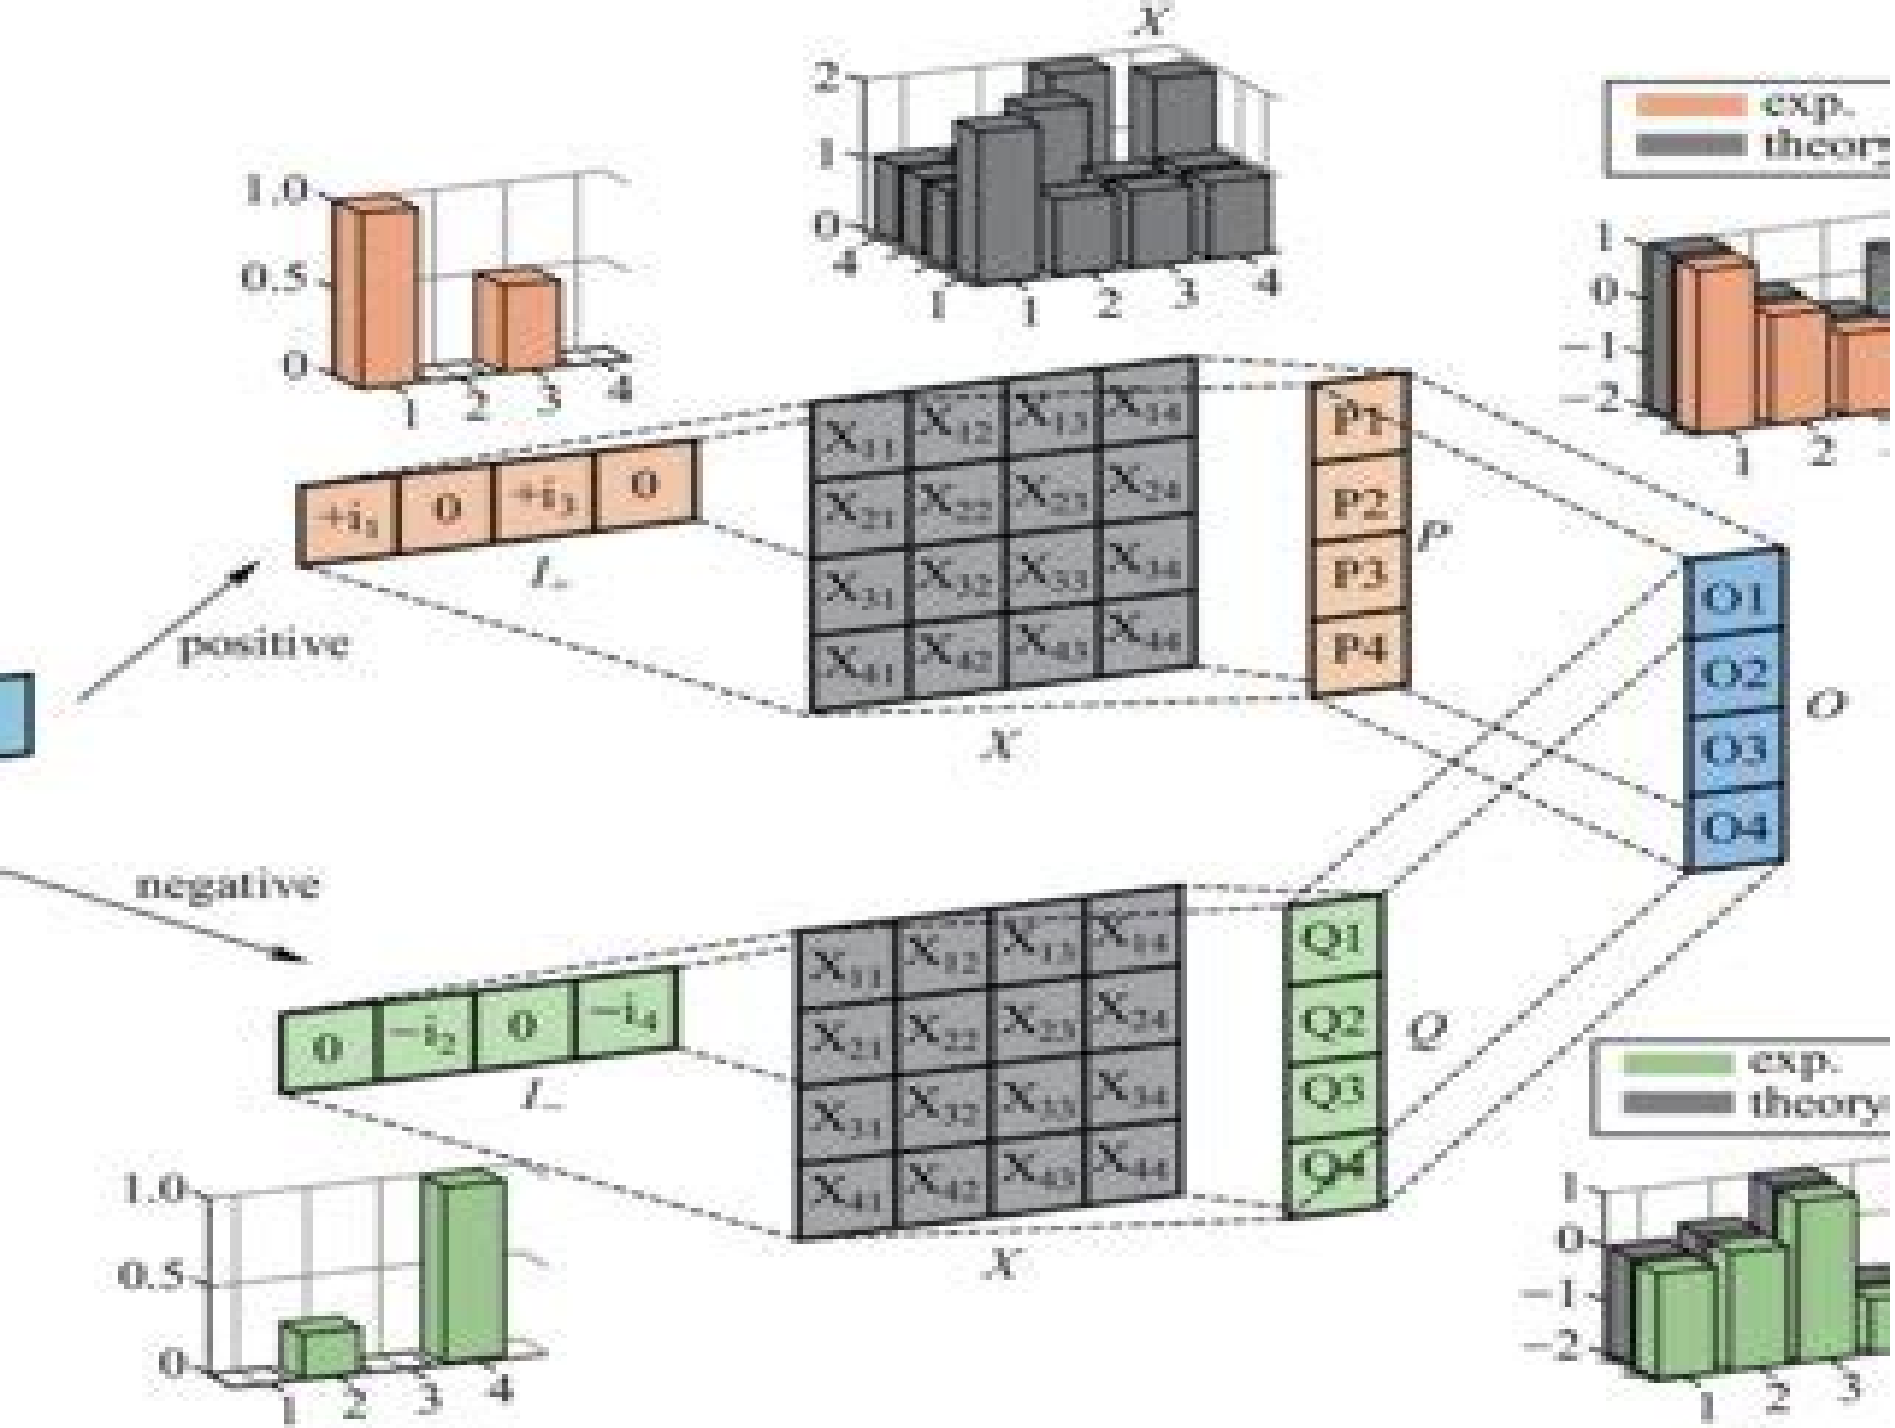 X
2
1
0
4
1
1
2
3
4
exp.
theory
1.0
0.5
0
1
2
3
4
1
0
−1
−2
1
2
+i₁ 0 +i₃ 0
positive
X₁₁ X₁₂ X₁₃ X₁₄
X₂₁ X₂₂ X₂₃ X₂₄
X₃₁ X₃₂ X₃₃ X₃₄
X₄₁ X₄₂ X₄₃ X₄₄
X
P1
P2
P3
P4
P
O1
O2
O3
O4
O
negative
0 −i₂ 0 −i₄
I₋
X₁₁ X₁₂ X₁₃ X₁₄
X₂₁ X₂₂ X₂₃ X₂₄
X₃₁ X₃₂ X₃₃ X₃₄
X₄₁ X₄₂ X₄₃ X₄₄
X
Q1
Q2
Q3
Q4
Q
1.0
0.5
0
1
2
3
4
exp.
theory
1
0
−1
−2
1
2
3